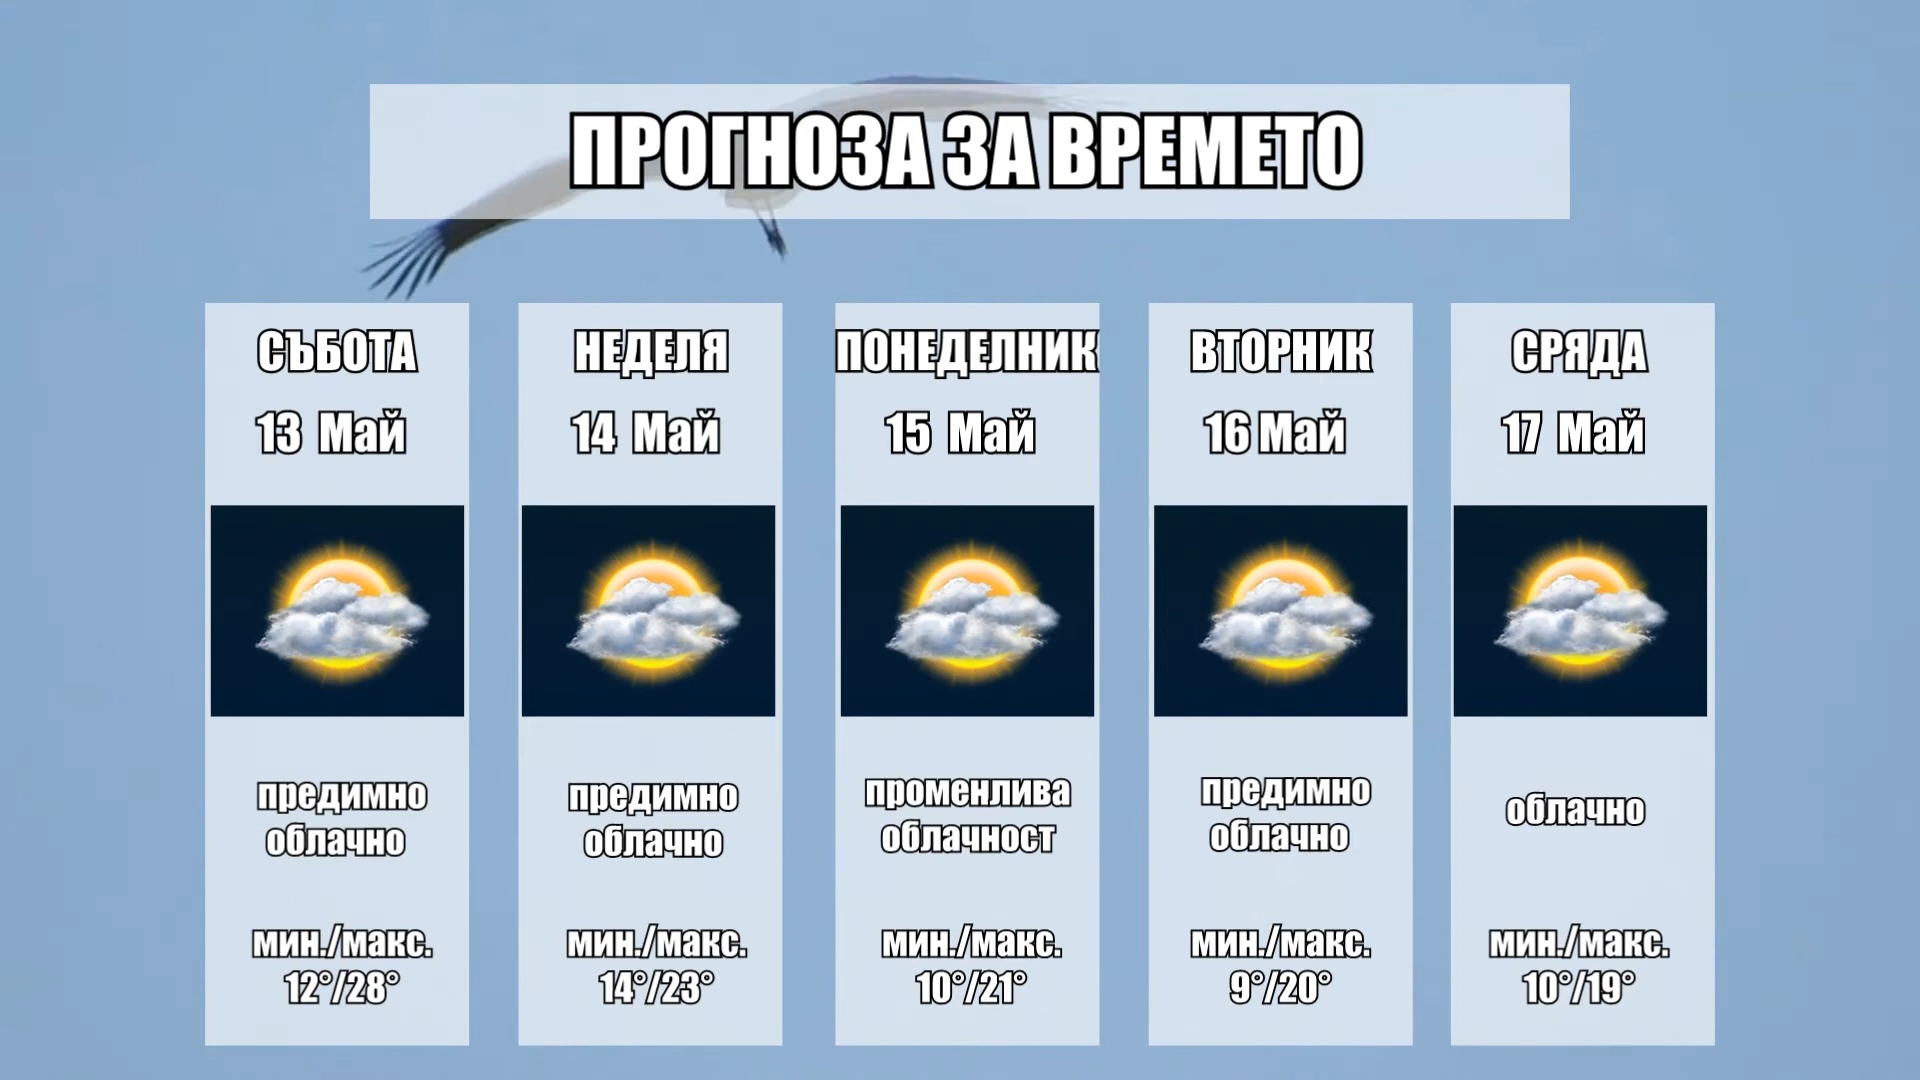 ПРОГНОЗА ЗА ВРЕМЕТО
СЪБОТА
13 Май
предимно
облачно
мин./макс.
12°/28°
НЕДЕЛЯ
14 Май
предимно
облачно
мин./макс.
14°/23°
ПОНЕДЕЛНИК
15 Май
променлива
облачност
мин./макс.
10°/21°
ВТОРНИК
16 Май
предимно
облачно
мин./макс.
9°/20°
СРЯДА
17 Май
облачно
мин./макс.
10°/19°